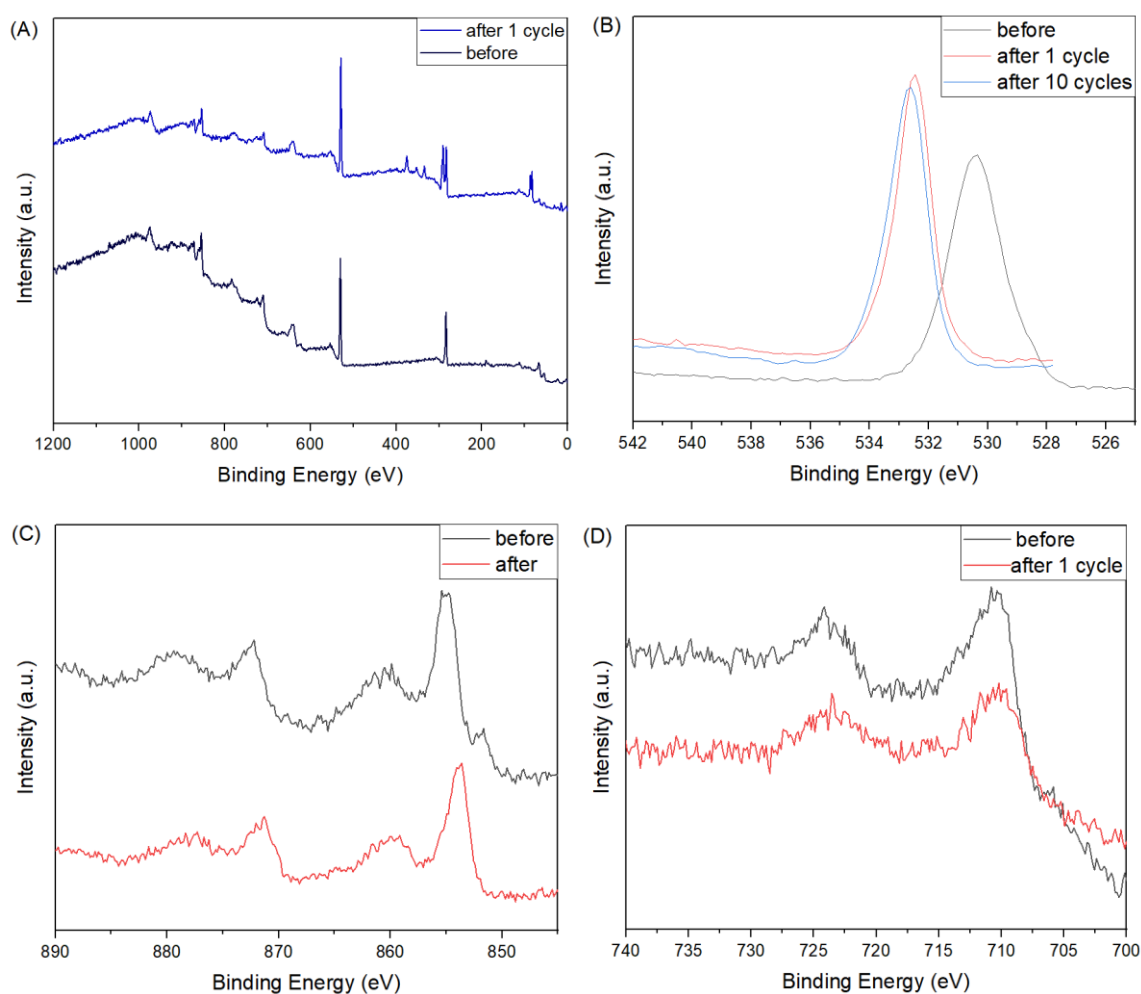 (A)
after 1 cycle
before
Intensity (a.u.)
1200 1000 800 600 400 200 0
Binding Energy (eV)
(B)
before
after 1 cycle
after 10 cycles
Intensity (a.u.)
542 540 538 536 534 532 530 528 526
Binding Energy (eV)
(C)
before
after
Intensity (a.u.)
890 880 870 860 850
Binding Energy (eV)
(D)
before
after 1 cycle
Intensity (a.u.)
740 735 730 725 720 715 710 705 700
Binding Energy (eV)